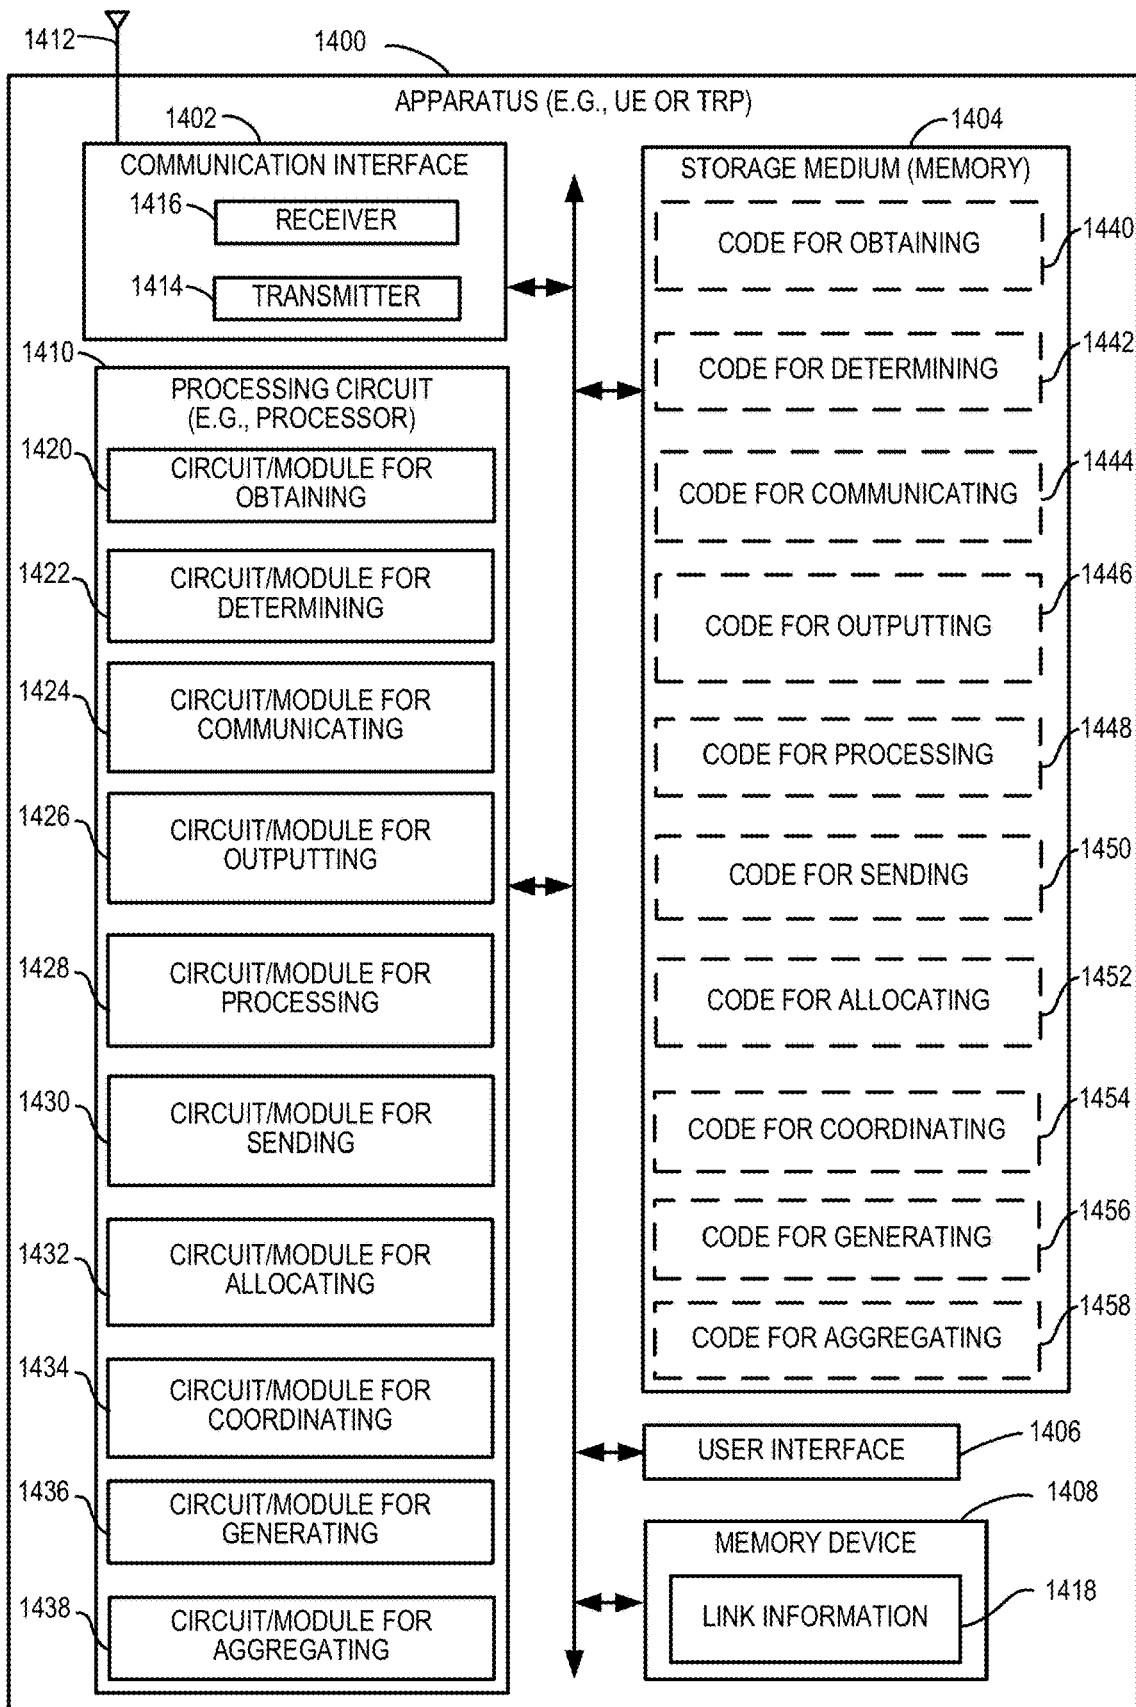 1412
1400
APPARATUS (E.G., UE OR TRP)
1402
COMMUNICATION INTERFACE
1416
RECEIVER
1414
TRANSMITTER
1410
PROCESSING CIRCUIT
(E.G., PROCESSOR)
1420
CIRCUIT/MODULE FOR
OBTAINING
1422
CIRCUIT/MODULE FOR
DETERMINING
1424
CIRCUIT/MODULE FOR
COMMUNICATING
1426
CIRCUIT/MODULE FOR
OUTPUTTING
1428
CIRCUIT/MODULE FOR
PROCESSING
1430
CIRCUIT/MODULE FOR
SENDING
1432
CIRCUIT/MODULE FOR
ALLOCATING
1434
CIRCUIT/MODULE FOR
COORDINATING
1436
CIRCUIT/MODULE FOR
GENERATING
1438
CIRCUIT/MODULE FOR
AGGREGATING
1404
STORAGE MEDIUM (MEMORY)
CODE FOR OBTAINING
1440
CODE FOR DETERMINING
1442
CODE FOR COMMUNICATING
1444
CODE FOR OUTPUTTING
1446
CODE FOR PROCESSING
1448
CODE FOR SENDING
1450
CODE FOR ALLOCATING
1452
CODE FOR COORDINATING
1454
CODE FOR GENERATING
1456
CODE FOR AGGREGATING
1458
USER INTERFACE
1406
1408
MEMORY DEVICE
LINK INFORMATION
1418